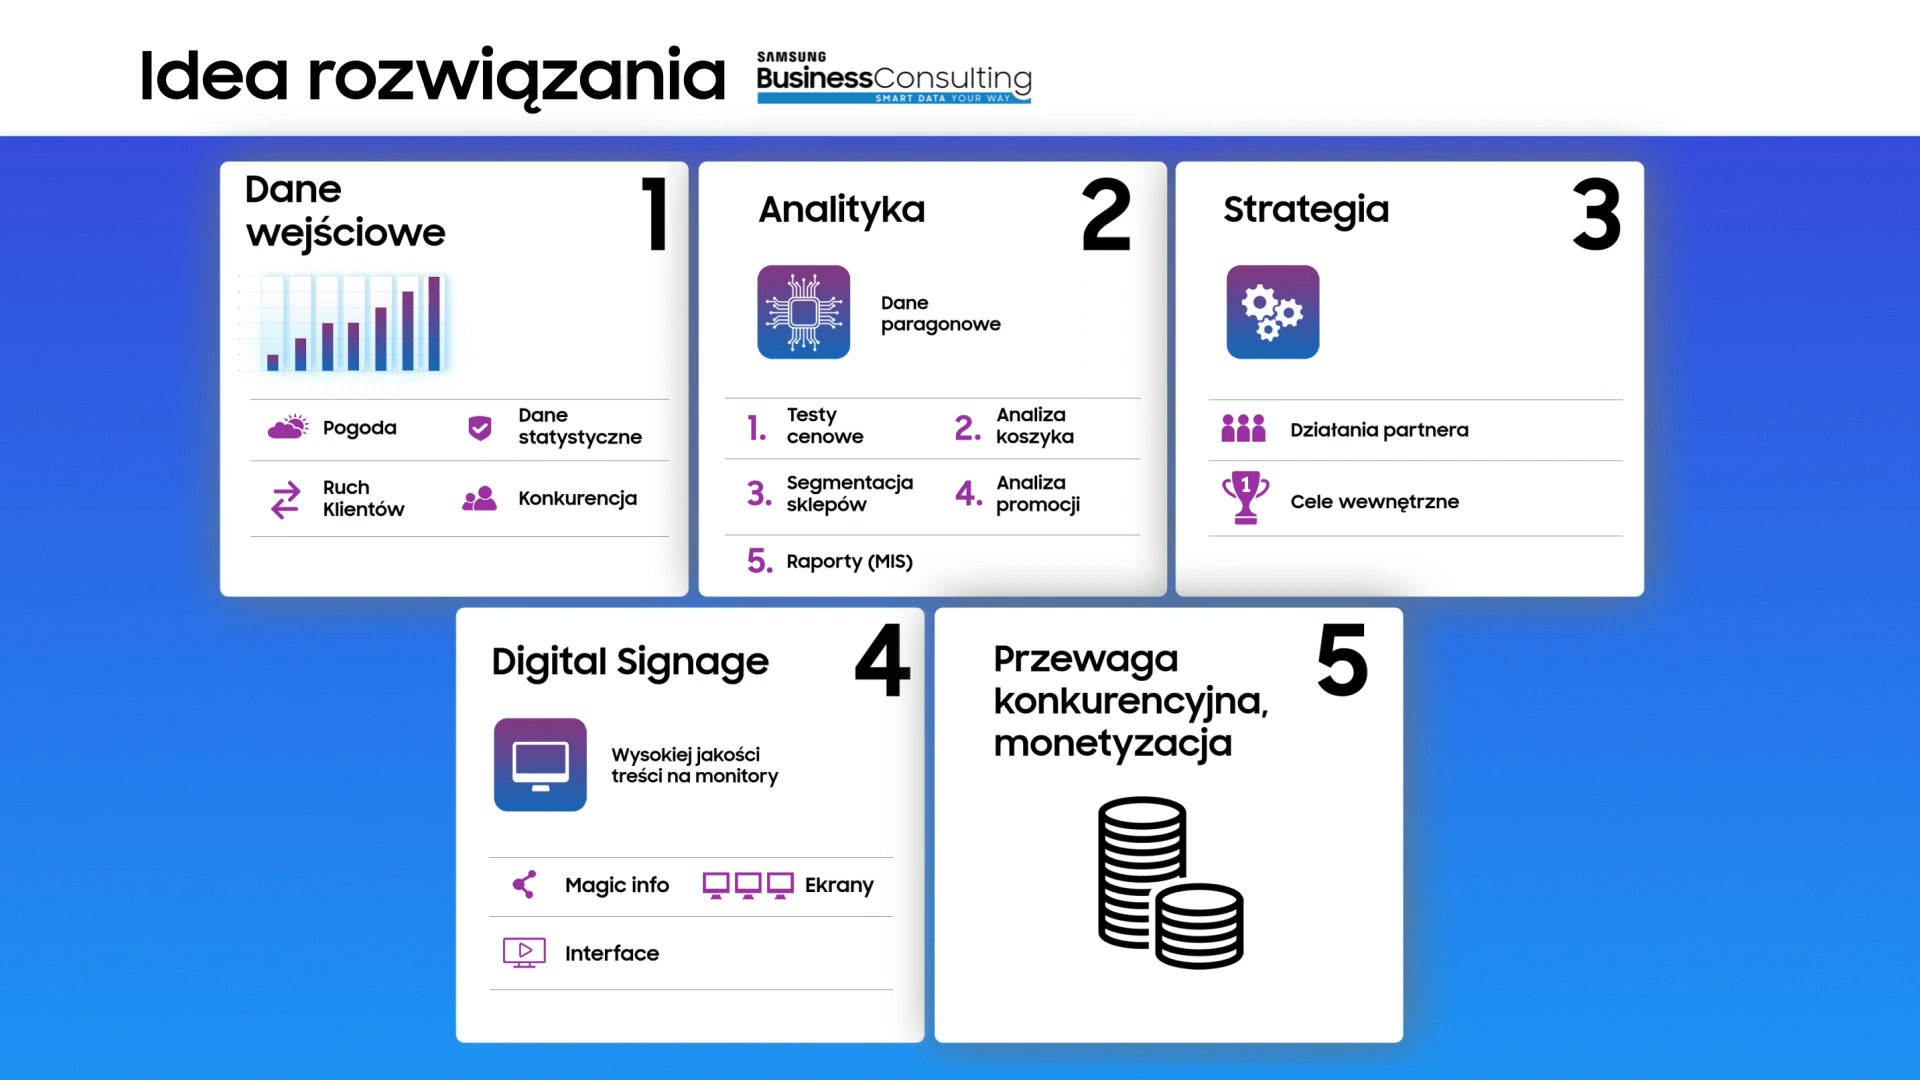 Idea rozwiązania
SAMSUNG
BusinessConsulting
SMART DATA YOUR WAY
Dane
wejściowe
1
Pogoda
Dane
statystyczne
Ruch
Klientów
Konkurencja
Analityka
2
Dane
paragonowe
1. Testy
cenowe
2. Analiza
koszyka
3. Segmentacja
sklepów
4. Analiza
promocji
5. Raporty (MIS)
Strategia
3
Działania partnera
1
Cele wewnętrzne
Digital Signage
4
Wysokiej jakości
treści na monitory
Magic info
Ekrany
Interface
Przewaga
konkurencyjna,
monetyzacja
5